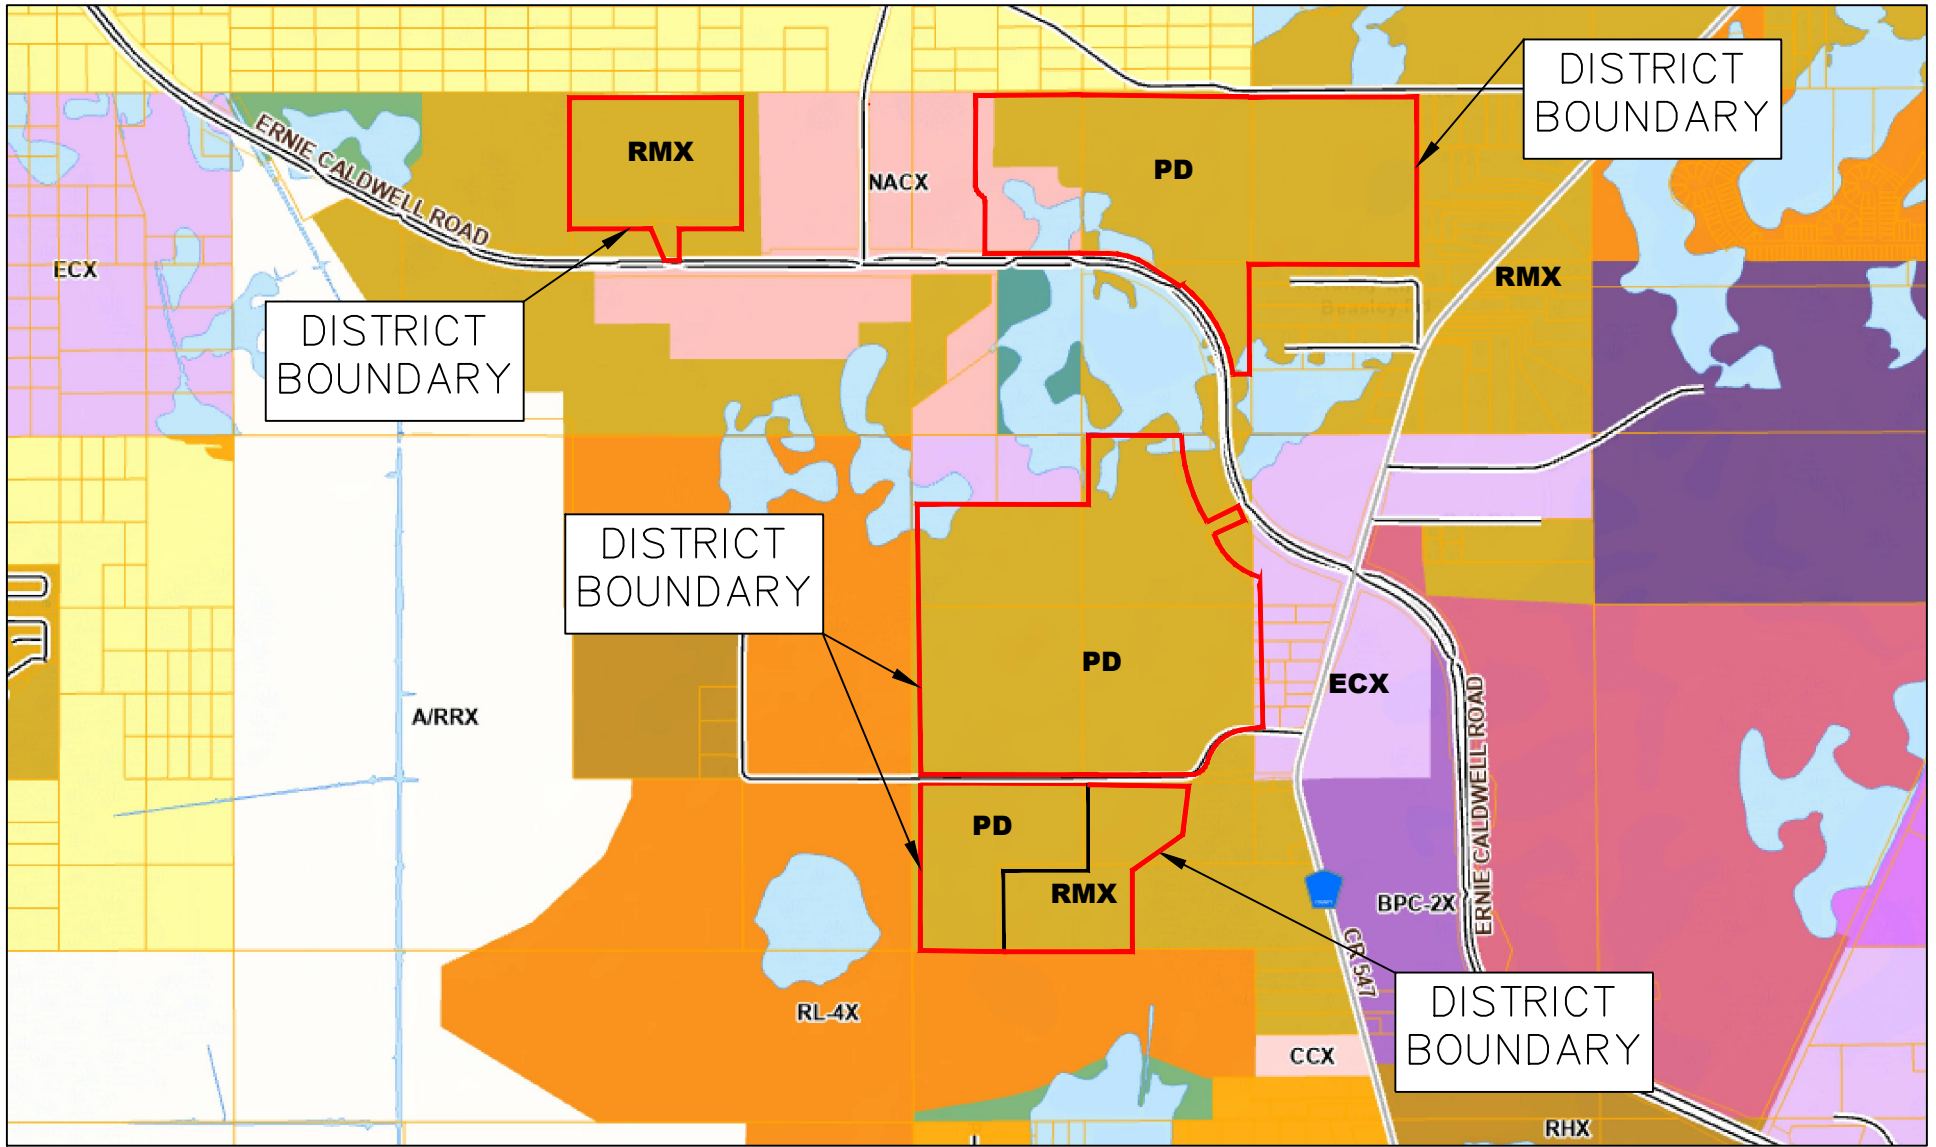 DISTRICT
BOUNDARY
ERNIE CALDWELL ROAD
RMX
PD
NACX
ECX
RMX
DISTRICT
BOUNDARY
DISTRICT
BOUNDARY
PD
ECX
A/RRX
ERNIE CALDWELL ROAD
PD
RMX
BPC-2X
CR 547
DISTRICT
BOUNDARY
RL-4X
CCX
RHX